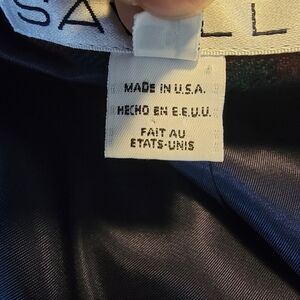 MADE IN U.S.A.
HECHO EN E.E.U.U.
FAIT AU
ETATS-UNIS